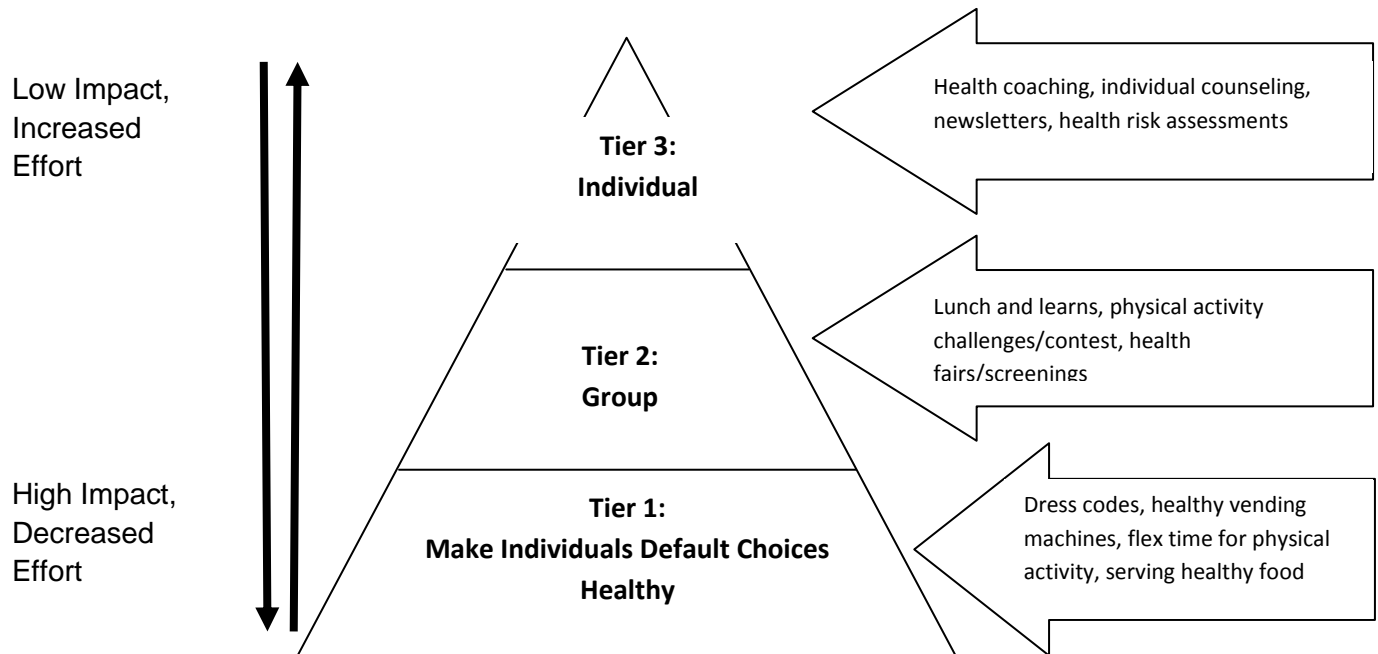 Low Impact,
Increased
Effort
Tier 3:
Individual
Health coaching, individual counseling,
newsletters, health risk assessments
Tier 2:
Group
Lunch and learns, physical activity
challenges/contest, health
fairs/screenings
High Impact,
Decreased
Effort
Tier 1:
Make Individuals Default Choices
Healthy
Dress codes, healthy vending
machines, flex time for physical
activity, serving healthy food